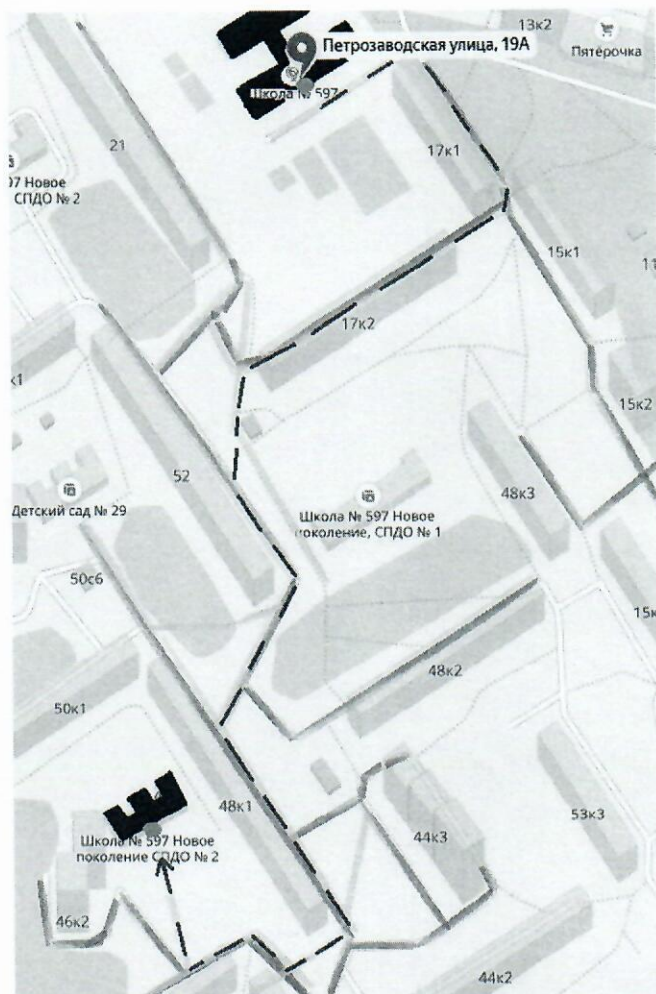 13к2
Петрозаводская улица, 19А
Пятёрочка
Школа № 597
21
17к1
97 Новое
СПДО № 2
15к1
11
17к2
к1
15к2
52
48к3
Детский сад № 29
Школа № 597 Новое
поколение, СПДО № 1
50с6
15к
48к2
50к1
48к1
53к3
44к3
Школа № 597 Новое
поколение СПДО № 2
46к2
44к2